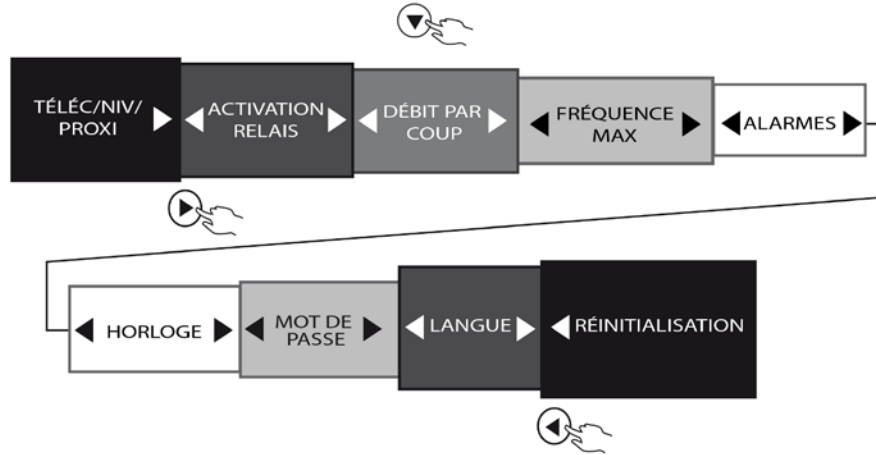 TÉLÉC/NIV/
PROXI
ACTIVATION
RELAIS
DÉBIT PAR
COUP
FRÉQUENCE
MAX
ALARMES
HORLOGE
MOT DE
PASSE
LANGUE
RÉINITIALISATION